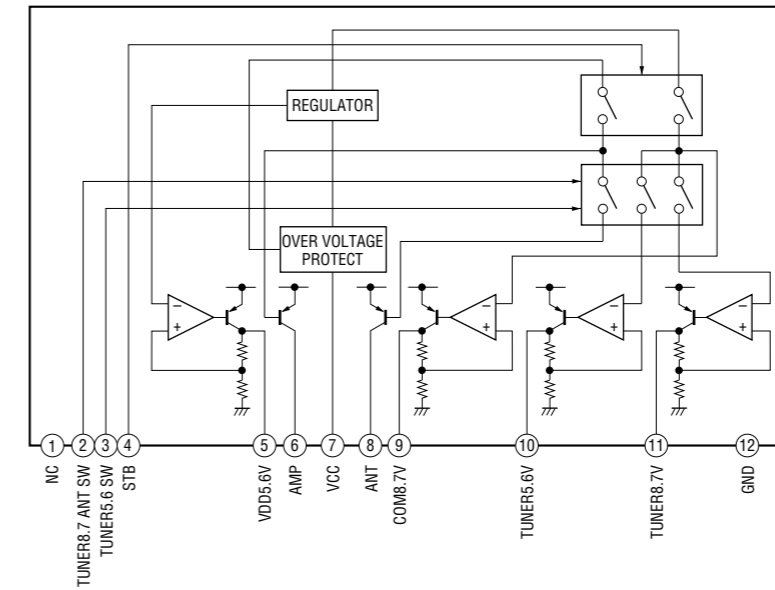 REGULATOR
OVER VOLTAGE
PROTECT
− − − −
+ + + +
1 2 3 4 5 6 7 8 9 10 11 12
NC
TUNER8.7 ANT SW
TUNER5.6 SW
STB
VDD5.6V
AMP
VCC
ANT
COM8.7V
TUNER5.6V
TUNER8.7V
GND